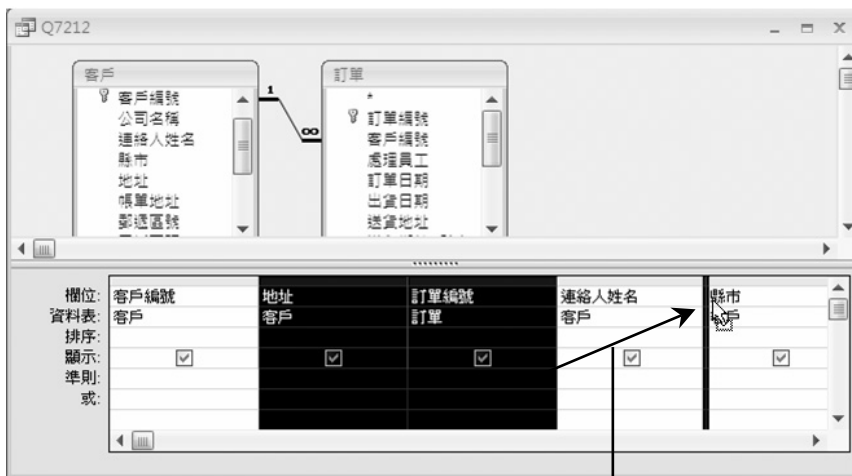 Q7212
客戶
客戶編號
公司名稱
連絡人姓名
縣市
地址
帳單地址
郵遞區號
1
∞
訂單
*
訂單編號
客戶編號
處理員工
訂單日期
出貨日期
送貨地址
欄位: 客戶編號 地址 訂單編號 連絡人姓名 縣市
資料表: 客戶 客戶 訂單 客戶 客戶
排序:
顯示:
準則:
或: